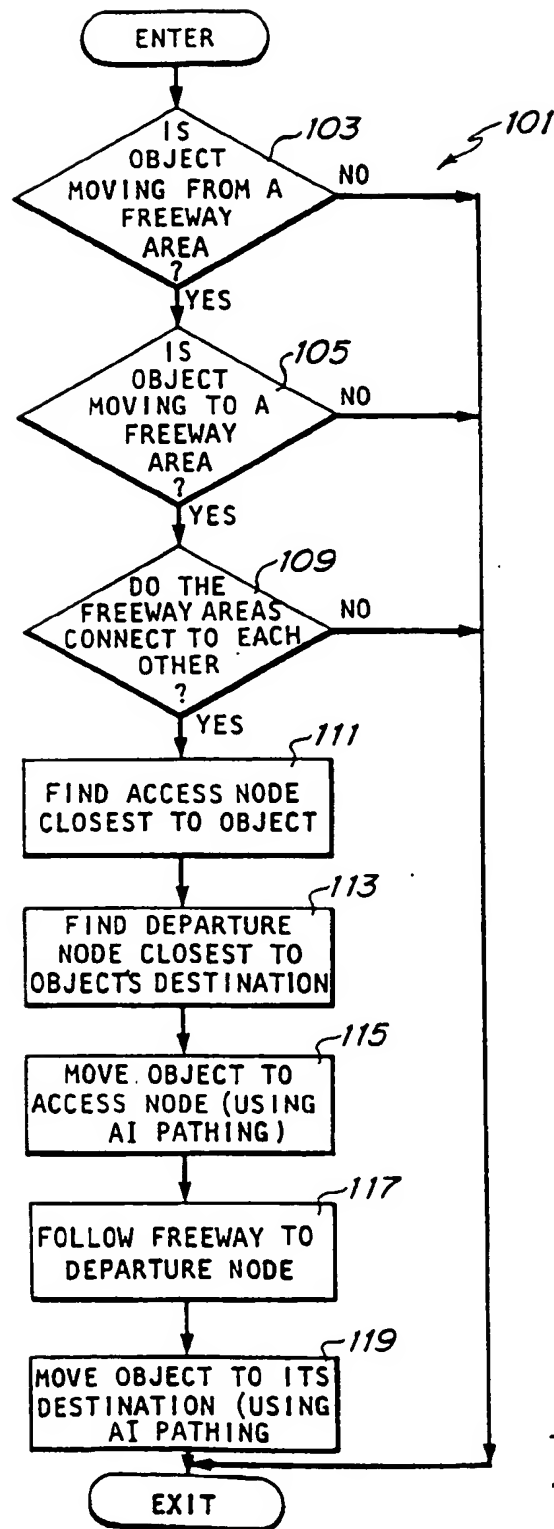 ENTER
IS
OBJECT
MOVING FROM A
FREEWAY
AREA
?
103
NO
101
YES
IS
OBJECT
MOVING TO A
FREEWAY
AREA
?
105
NO
YES
DO THE
FREEWAY AREAS
CONNECT TO EACH
OTHER
?
109
NO
YES
111
FIND ACCESS NODE
CLOSEST TO OBJECT
113
FIND DEPARTURE
NODE CLOSEST TO
OBJECT'S DESTINATION
115
MOVE OBJECT TO
ACCESS NODE (USING
AI PATHING)
117
FOLLOW FREEWAY TO
DEPARTURE NODE
119
MOVE OBJECT TO ITS
DESTINATION (USING
AI PATHING
EXIT